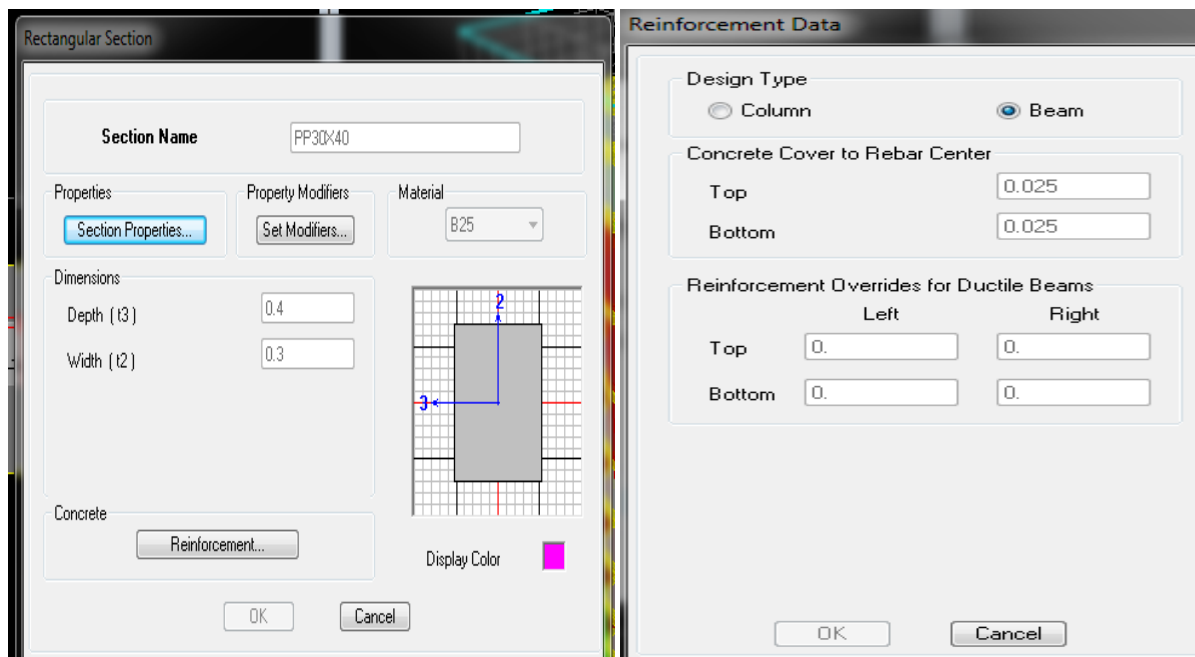 Rectangular Section
Section Name PP30X40
Properties Property Modifiers Material
Section Properties... Set Modifiers... B25
Dimensions
Depth ( t3 ) 0.4
Width ( t2 ) 0.3
2
3
Concrete
Reinforcement...
Display Color
OK Cancel
Reinforcement Data
Design Type
Column Beam
Concrete Cover to Rebar Center
Top 0.025
Bottom 0.025
Reinforcement Overrides for Ductile Beams
Left Right
Top 0. 0.
Bottom 0. 0.
OK Cancel